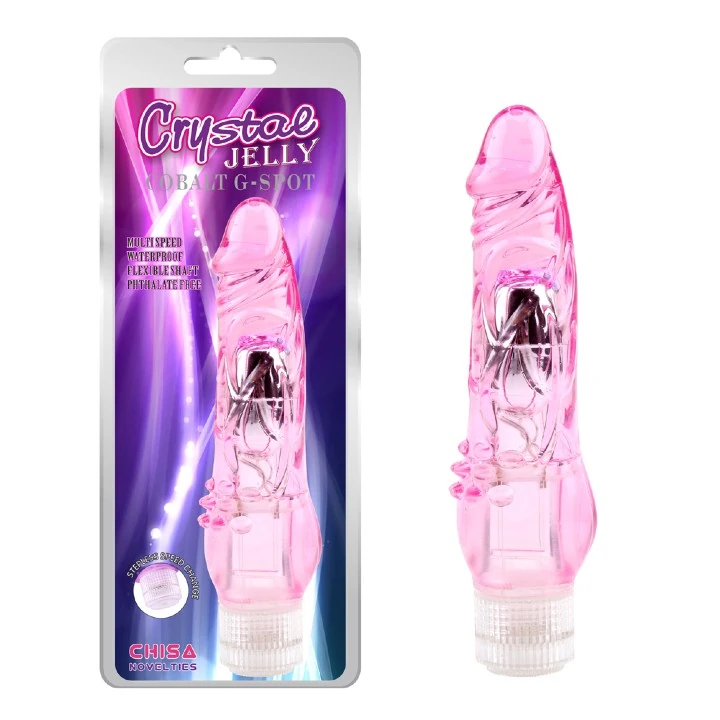 Crystal
JELLY
COBALT G-SPOT
MULTI SPEED
WATERPROOF
FLEXIBLE SHAFT
PHTHALATE FREE
STEPLESS SPEED CHANGE
CHISA
NOVELTIES